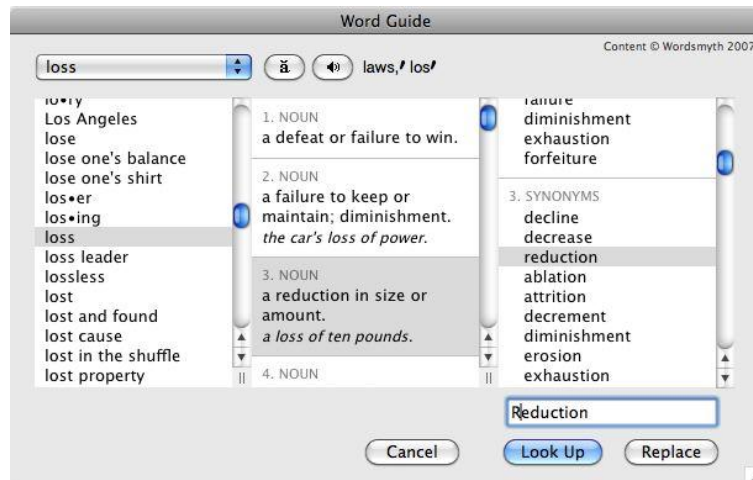 Word Guide
Content © Wordsmyth 2007
loss
ă
laws,′ los′
lo•ry
Los Angeles
lose
lose one's balance
lose one's shirt
los•er
los•ing
loss
loss leader
lossless
lost
lost and found
lost cause
lost in the shuffle
lost property
1. NOUN
a defeat or failure to win.
2. NOUN
a failure to keep or
maintain; diminishment.
the car's loss of power.
3. NOUN
a reduction in size or
amount.
a loss of ten pounds.
4. NOUN
failure
diminishment
exhaustion
forfeiture
3. SYNONYMS
decline
decrease
reduction
ablation
attrition
decrement
diminishment
erosion
exhaustion
Reduction
Cancel
Look Up
Replace